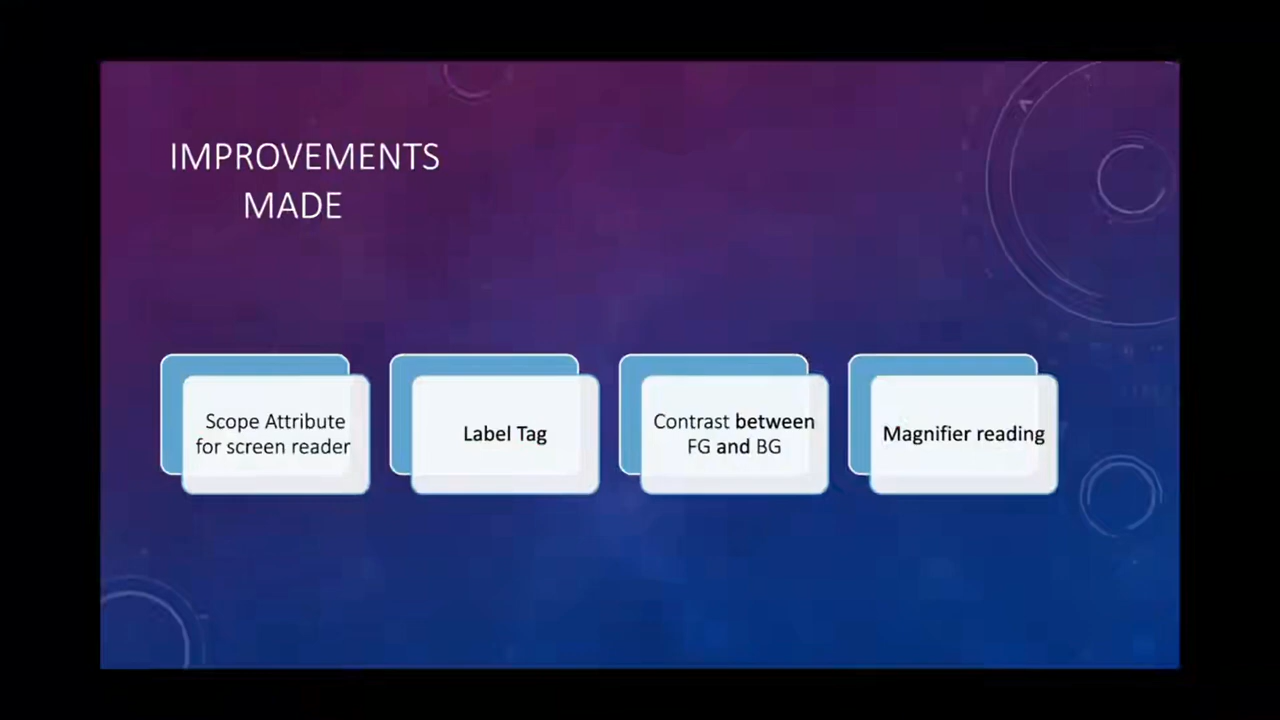 IMPROVEMENTS
MADE
Scope Attribute
for screen reader
Label Tag
Contrast between
FG and BG
Magnifier reading